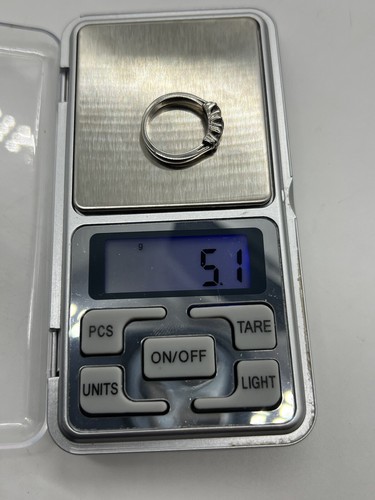 g
5.1
PCS
TARE
ON/OFF
UNITS
LIGHT